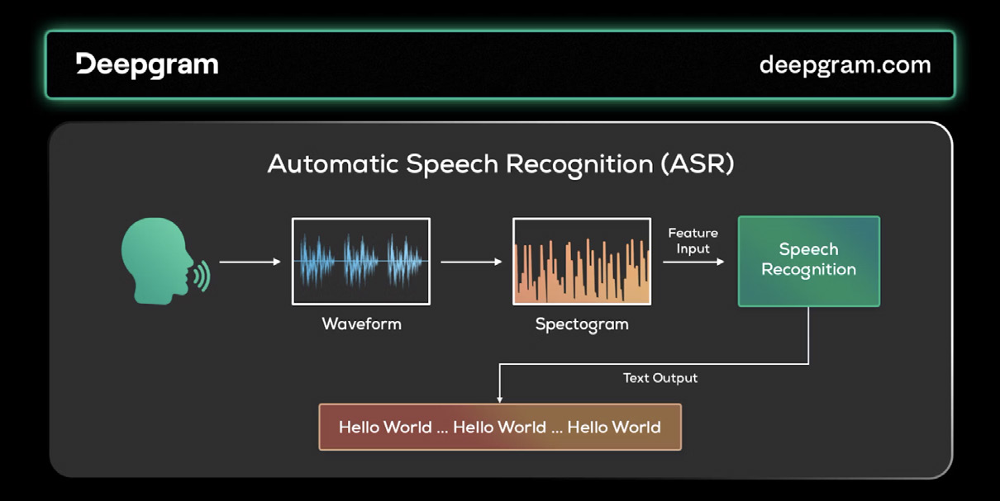 Deepgram
deepgram.com
Automatic Speech Recognition (ASR)
Waveform
Spectogram
Feature
Input
Speech
Recognition
Text Output
Hello World ... Hello World ... Hello World